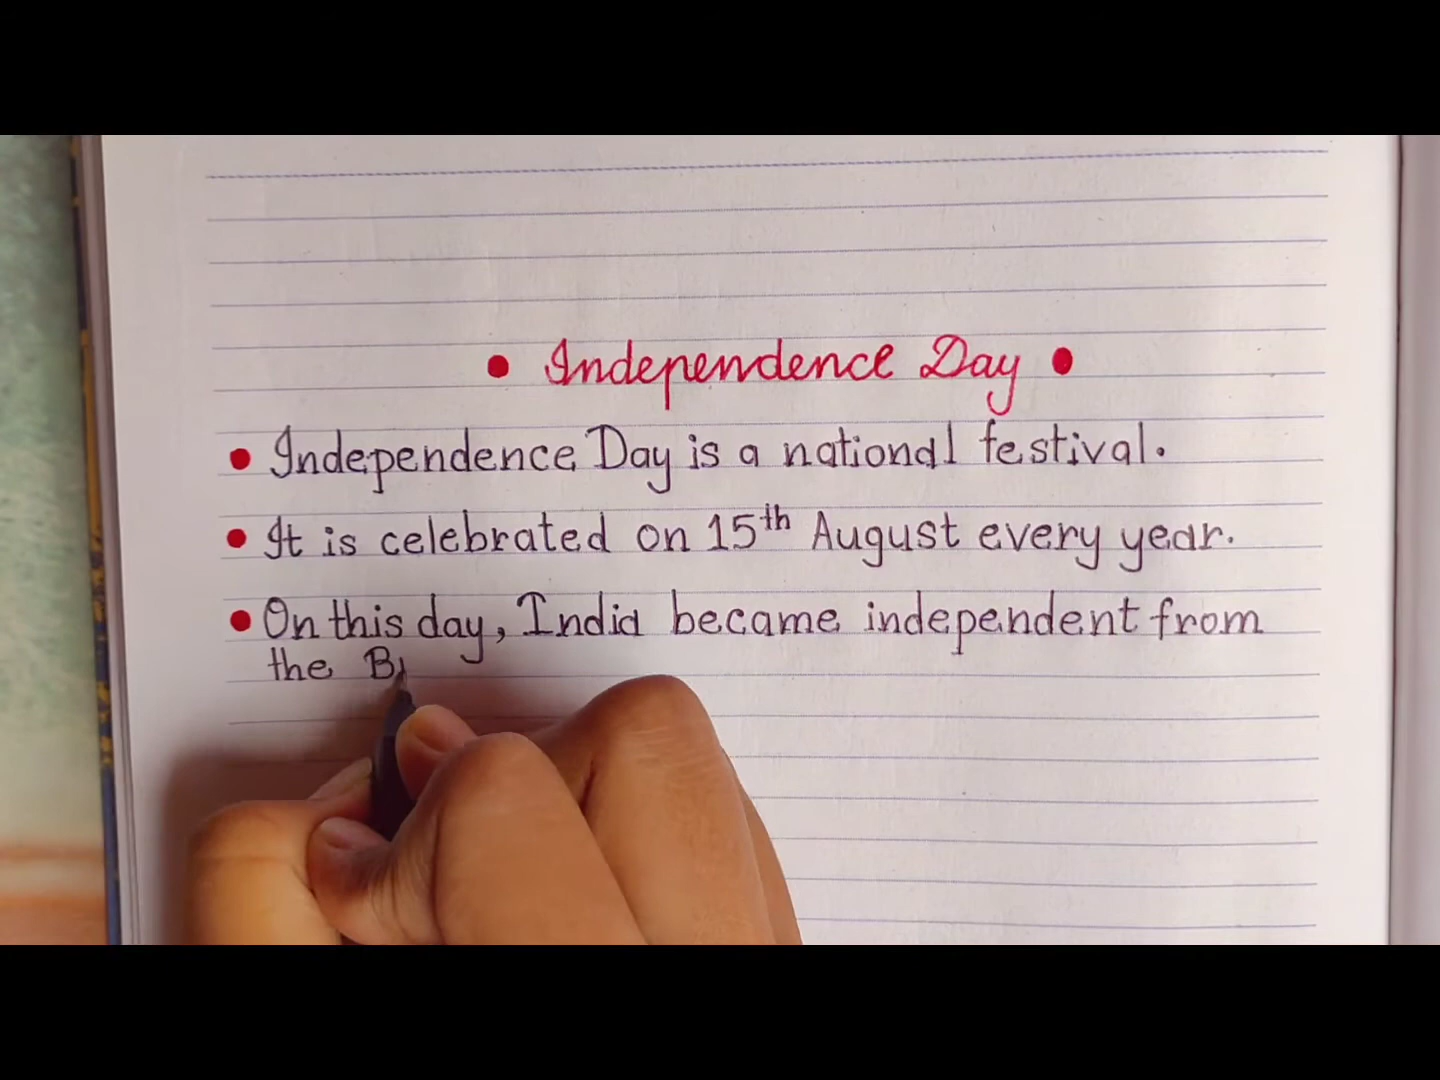 • Independence Day •
• Independence Day is a national festival.
• It is celebrated on 15th August every year.
• On this day, India became independent from
the